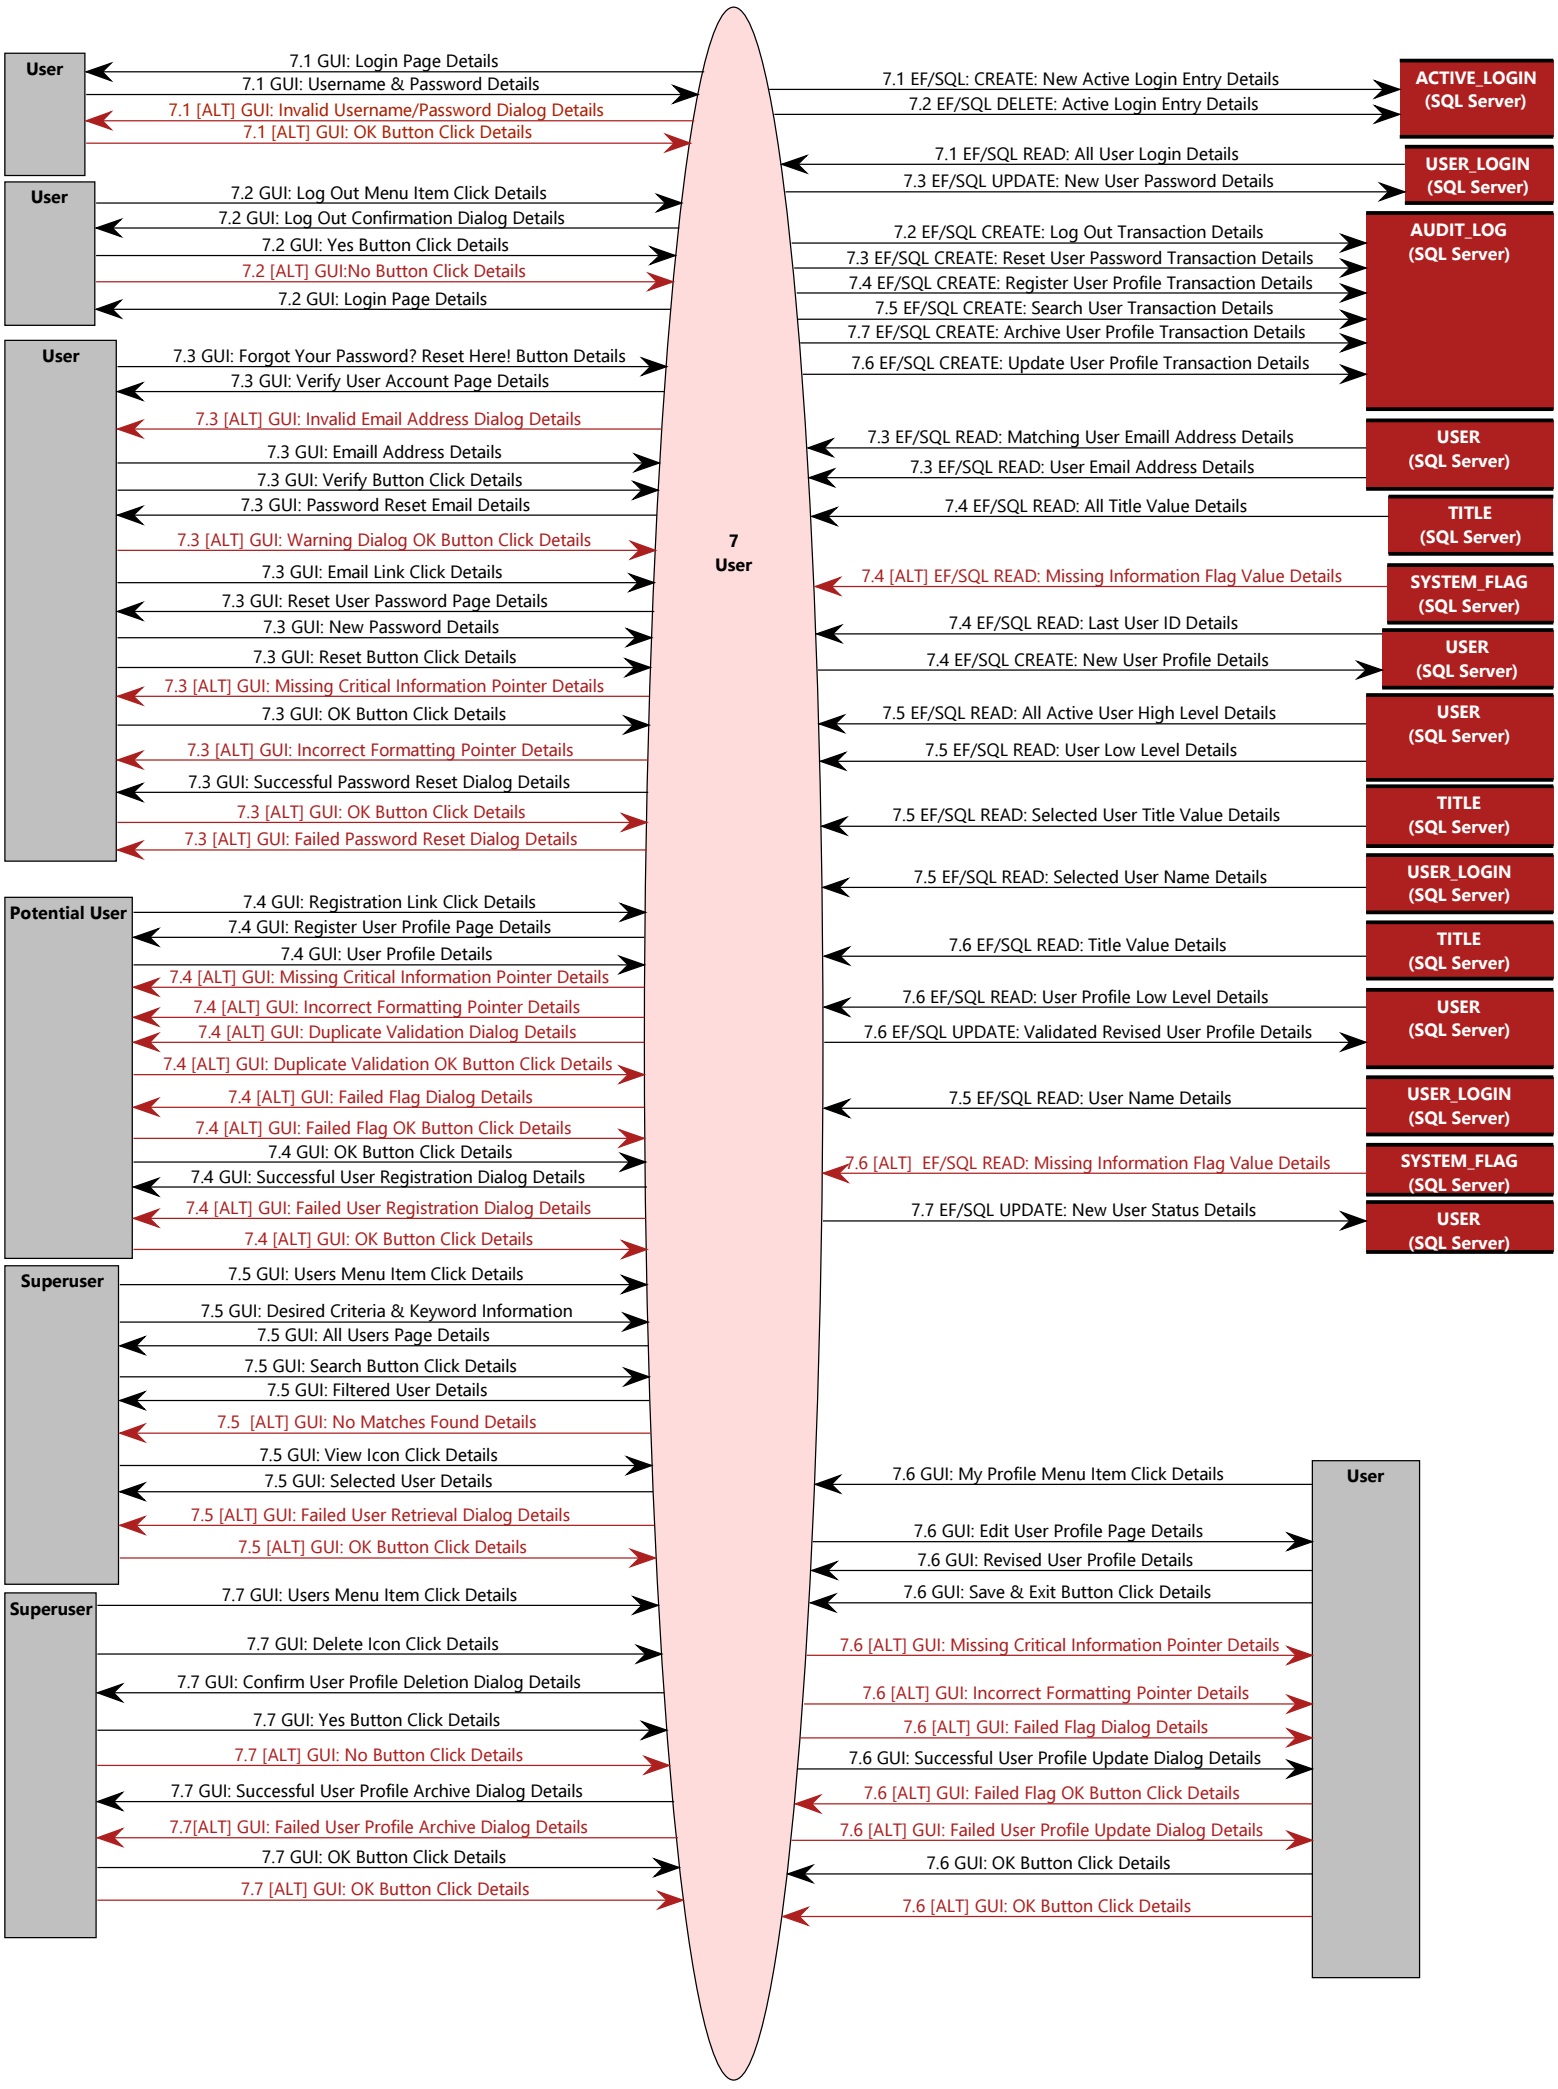 User
7.1 GUI: Login Page Details
7.1 GUI: Username & Password Details
7.1 [ALT] GUI: Invalid Username/Password Dialog Details
7.1 [ALT] GUI: OK Button Click Details
User
7.2 GUI: Log Out Menu Item Click Details
7.2 GUI: Log Out Confirmation Dialog Details
7.2 GUI: Yes Button Click Details
7.2 [ALT] GUI:No Button Click Details
7.2 GUI: Login Page Details
User
7.3 GUI: Forgot Your Password? Reset Here! Button Details
7.3 GUI: Verify User Account Page Details
7.3 [ALT] GUI: Invalid Email Address Dialog Details
7.3 GUI: Emaill Address Details
7.3 GUI: Verify Button Click Details
7.3 GUI: Password Reset Email Details
7.3 [ALT] GUI: Warning Dialog OK Button Click Details
7.3 GUI: Email Link Click Details
7.3 GUI: Reset User Password Page Details
7.3 GUI: New Password Details
7.3 GUI: Reset Button Click Details
7.3 [ALT] GUI: Missing Critical Information Pointer Details
7.3 GUI: OK Button Click Details
7.3 [ALT] GUI: Incorrect Formatting Pointer Details
7.3 GUI: Successful Password Reset Dialog Details
7.3 [ALT] GUI: OK Button Click Details
7.3 [ALT] GUI: Failed Password Reset Dialog Details
Potential User
7.4 GUI: Registration Link Click Details
7.4 GUI: Register User Profile Page Details
7.4 GUI: User Profile Details
7.4 [ALT] GUI: Missing Critical Information Pointer Details
7.4 [ALT] GUI: Incorrect Formatting Pointer Details
7.4 [ALT] GUI: Duplicate Validation Dialog Details
7.4 [ALT] GUI: Duplicate Validation OK Button Click Details
7.4 [ALT] GUI: Failed Flag Dialog Details
7.4 [ALT] GUI: Failed Flag OK Button Click Details
7.4 GUI: OK Button Click Details
7.4 GUI: Successful User Registration Dialog Details
7.4 [ALT] GUI: Failed User Registration Dialog Details
7.4 [ALT] GUI: OK Button Click Details
Superuser
7.5 GUI: Users Menu Item Click Details
7.5 GUI: Desired Criteria & Keyword Information
7.5 GUI: All Users Page Details
7.5 GUI: Search Button Click Details
7.5 GUI: Filtered User Details
7.5  [ALT] GUI: No Matches Found Details
7.5 GUI: View Icon Click Details
7.5 GUI: Selected User Details
7.5 [ALT] GUI: Failed User Retrieval Dialog Details
7.5 [ALT] GUI: OK Button Click Details
Superuser
7.7 GUI: Users Menu Item Click Details
7.7 GUI: Delete Icon Click Details
7.7 GUI: Confirm User Profile Deletion Dialog Details
7.7 GUI: Yes Button Click Details
7.7 [ALT] GUI: No Button Click Details
7.7 GUI: Successful User Profile Archive Dialog Details
7.7[ALT] GUI: Failed User Profile Archive Dialog Details
7.7 GUI: OK Button Click Details
7.7 [ALT] GUI: OK Button Click Details
7
User
7.1 EF/SQL: CREATE: New Active Login Entry Details
7.2 EF/SQL DELETE: Active Login Entry Details
ACTIVE_LOGIN
(SQL Server)
7.1 EF/SQL READ: All User Login Details
7.3 EF/SQL UPDATE: New User Password Details
USER_LOGIN
(SQL Server)
7.2 EF/SQL CREATE: Log Out Transaction Details
7.3 EF/SQL CREATE: Reset User Password Transaction Details
7.4 EF/SQL CREATE: Register User Profile Transaction Details
7.5 EF/SQL CREATE: Search User Transaction Details
7.7 EF/SQL CREATE: Archive User Profile Transaction Details
7.6 EF/SQL CREATE: Update User Profile Transaction Details
AUDIT_LOG
(SQL Server)
7.3 EF/SQL READ: Matching User Emaill Address Details
7.3 EF/SQL READ: User Email Address Details
USER
(SQL Server)
7.4 EF/SQL READ: All Title Value Details
TITLE
(SQL Server)
7.4 [ALT] EF/SQL READ: Missing Information Flag Value Details
SYSTEM_FLAG
(SQL Server)
7.4 EF/SQL READ: Last User ID Details
7.4 EF/SQL CREATE: New User Profile Details
USER
(SQL Server)
7.5 EF/SQL READ: All Active User High Level Details
7.5 EF/SQL READ: User Low Level Details
USER
(SQL Server)
7.5 EF/SQL READ: Selected User Title Value Details
TITLE
(SQL Server)
7.5 EF/SQL READ: Selected User Name Details
USER_LOGIN
(SQL Server)
7.6 EF/SQL READ: Title Value Details
TITLE
(SQL Server)
7.6 EF/SQL READ: User Profile Low Level Details
7.6 EF/SQL UPDATE: Validated Revised User Profile Details
USER
(SQL Server)
7.5 EF/SQL READ: User Name Details
USER_LOGIN
(SQL Server)
7.6 [ALT]  EF/SQL READ: Missing Information Flag Value Details
SYSTEM_FLAG
(SQL Server)
7.7 EF/SQL UPDATE: New User Status Details
USER
(SQL Server)
User
7.6 GUI: My Profile Menu Item Click Details
7.6 GUI: Edit User Profile Page Details
7.6 GUI: Revised User Profile Details
7.6 GUI: Save & Exit Button Click Details
7.6 [ALT] GUI: Missing Critical Information Pointer Details
7.6 [ALT] GUI: Incorrect Formatting Pointer Details
7.6 [ALT] GUI: Failed Flag Dialog Details
7.6 GUI: Successful User Profile Update Dialog Details
7.6 [ALT] GUI: Failed Flag OK Button Click Details
7.6 [ALT] GUI: Failed User Profile Update Dialog Details
7.6 GUI: OK Button Click Details
7.6 [ALT] GUI: OK Button Click Details